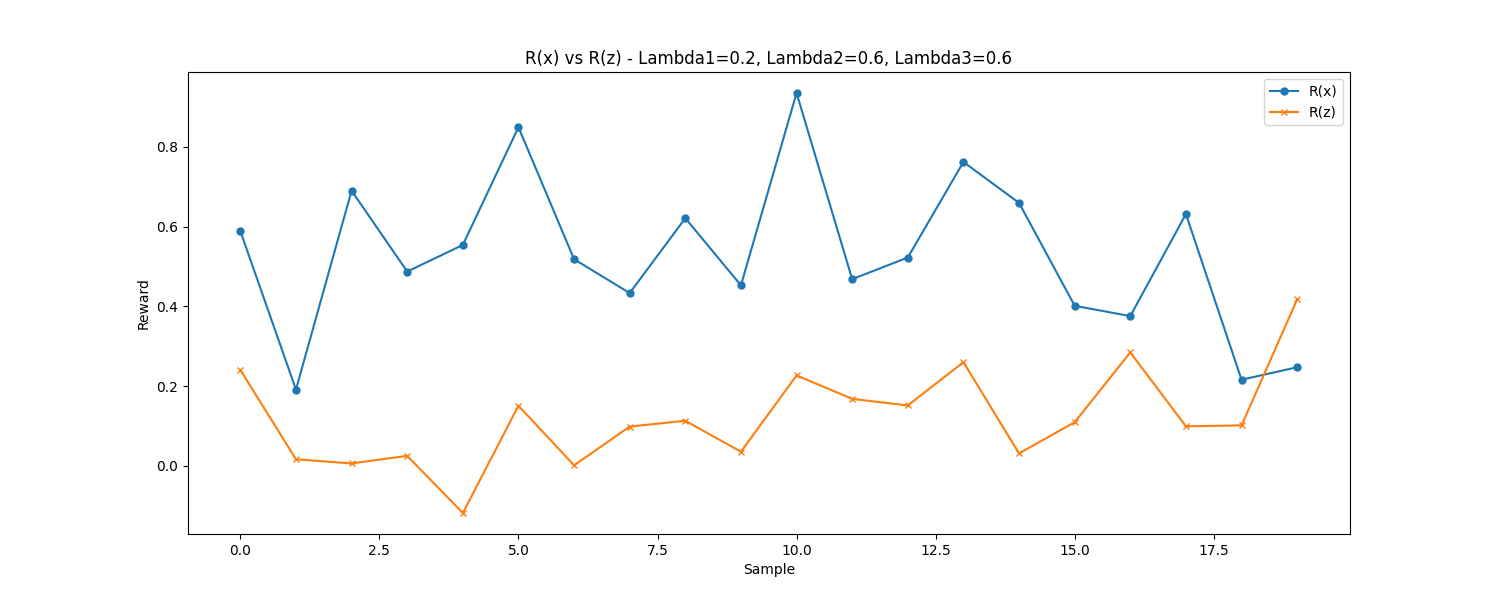 R(x) vs R(z) - Lambda1=0.2, Lambda2=0.6, Lambda3=0.6
R(x)
R(z)
Reward
0.8
0.6
0.4
0.2
0.0
0.0 2.5 5.0 7.5 10.0 12.5 15.0 17.5
Sample